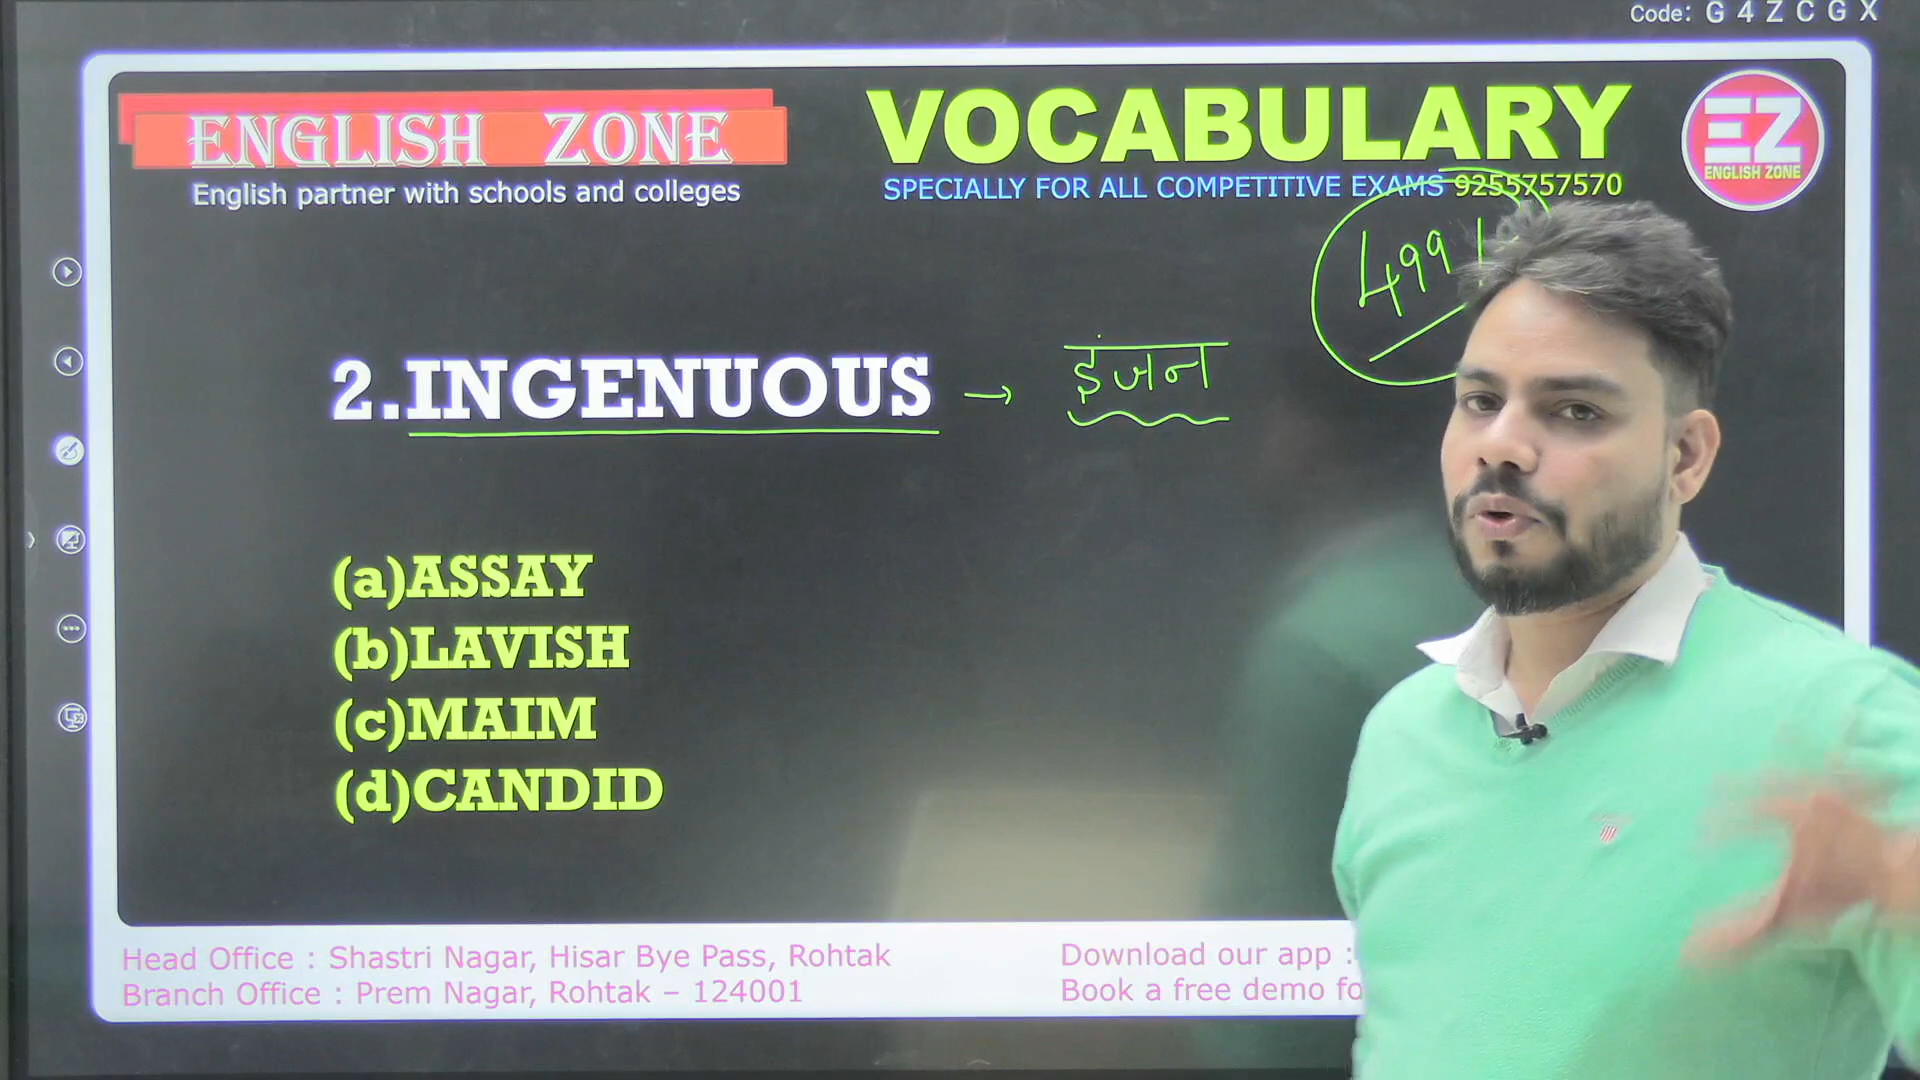 Code: G4ZCGX
ENGLISH ZONE
English partner with schools and colleges
VOCABULARY
SPECIALLY FOR ALL COMPETITIVE EXAMS 9255757570
EZ
ENGLISH ZONE
499
2.INGENUOUS → इंजन
(a)ASSAY
(b)LAVISH
(c)MAIM
(d)CANDID
Head Office : Shastri Nagar, Hisar Bye Pass, Rohtak
Branch Office : Prem Nagar, Rohtak – 124001
Download our app :
Book a free demo